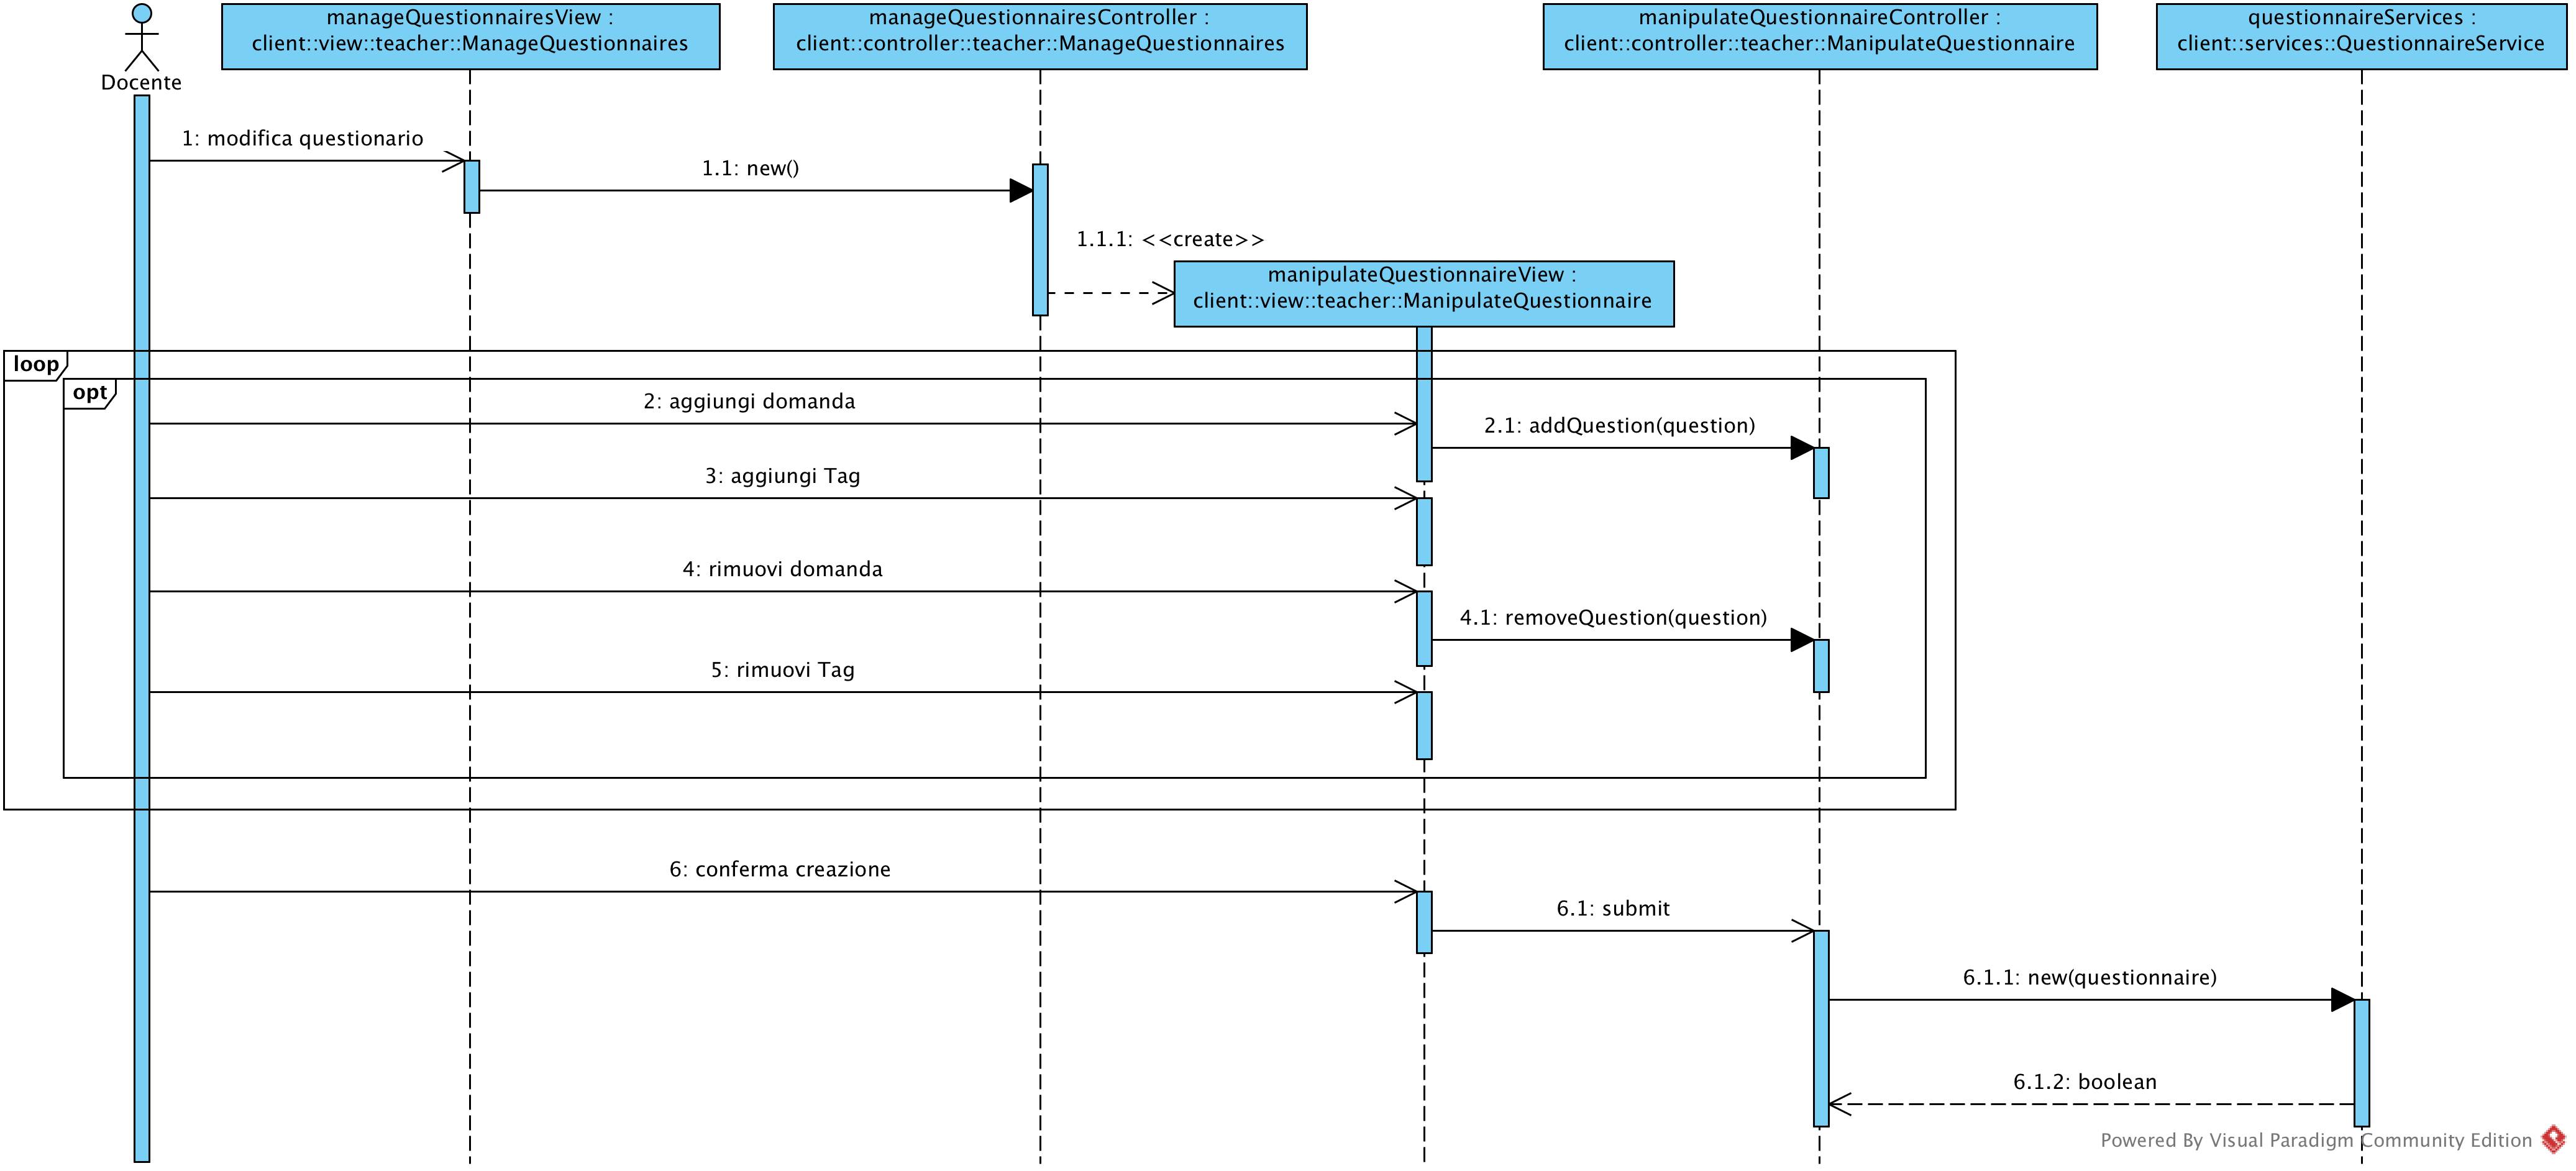 manageQuestionnairesView :
client::view::teacher::ManageQuestionnaires
manageQuestionnairesController :
client::controller::teacher::ManageQuestionnaires
manipulateQuestionnaireController :
client::controller::teacher::ManipulateQuestionnaire
questionnaireServices :
client::services::QuestionnaireService
Docente
1: modifica questionario
1.1: new()
1.1.1: <<create>>
manipulateQuestionnaireView :
client::view::teacher::ManipulateQuestionnaire
loop
opt
2: aggiungi domanda
2.1: addQuestion(question)
3: aggiungi Tag
4: rimuovi domanda
4.1: removeQuestion(question)
5: rimuovi Tag
6: conferma creazione
6.1: submit
6.1.1: new(questionnaire)
6.1.2: boolean
Powered By Visual Paradigm Community Edition